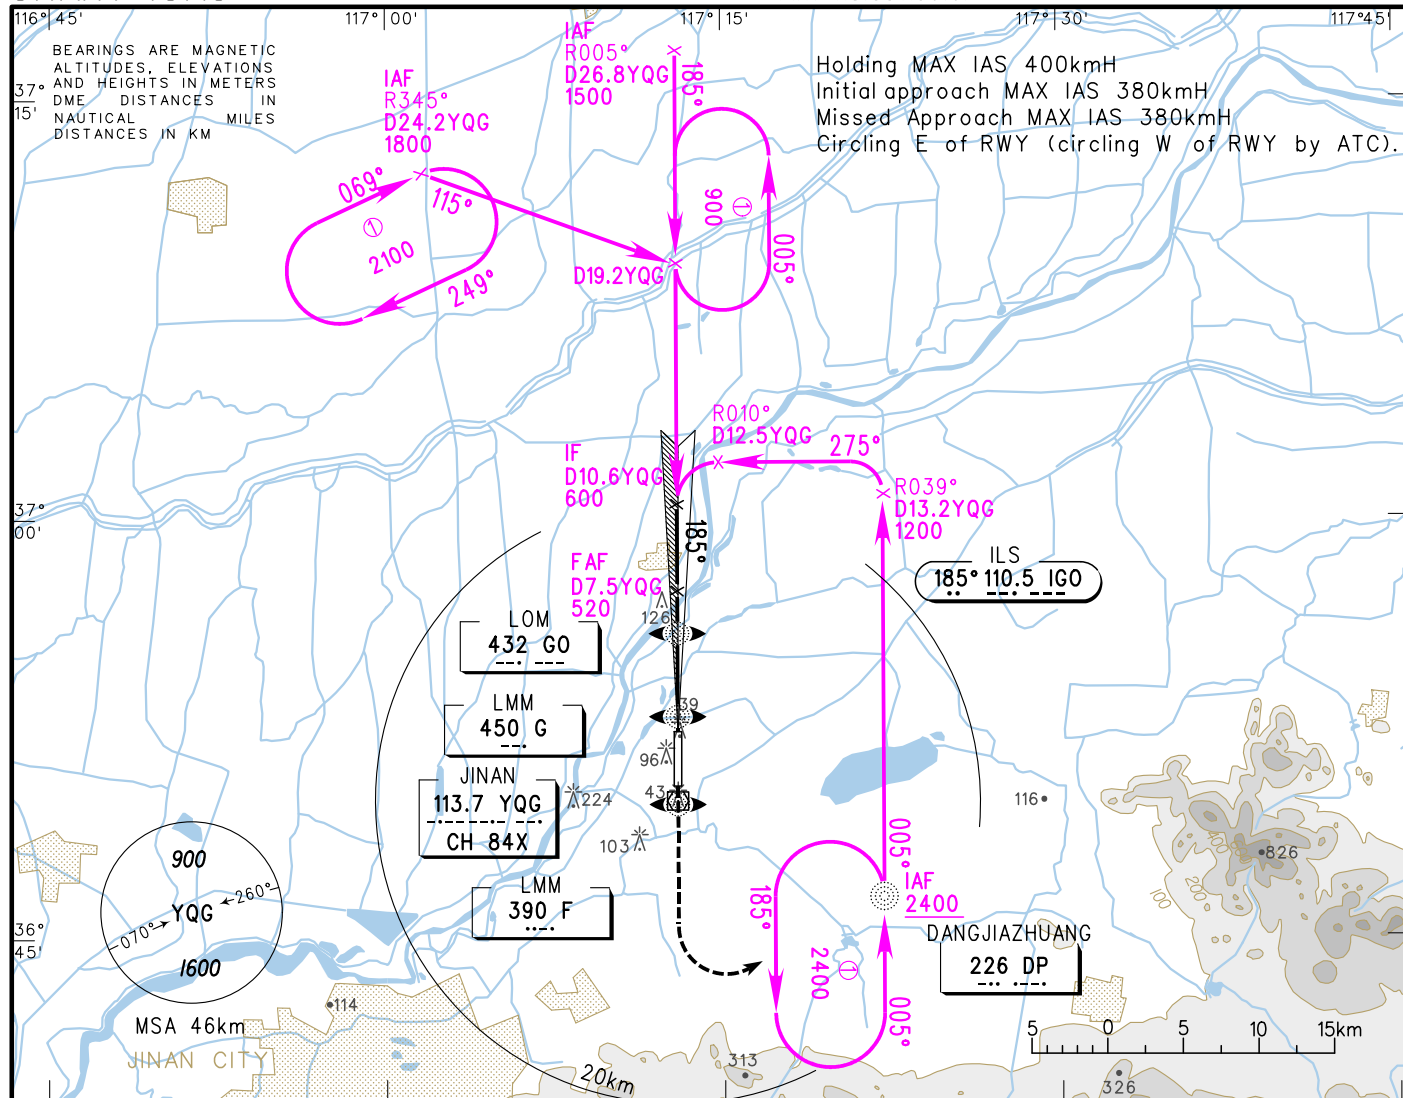 116° 45'
117° 00'
117° 15'
117° 30'
117° 45'
BEARINGS ARE MAGNETIC
ALTITUDES, ELEVATIONS
AND HEIGHTS IN METERS
DME DISTANCES IN
NAUTICAL MILES
DISTANCES IN KM
37°
15'
IAF
R345°
D24.2YQG
1800
IAF
R005°
D26.8YQG
1500
185°
Holding MAX IAS 400kmH
Initial approach MAX IAS 380kmH
Missed Approach MAX IAS 380kmH
Circling E of RWY (circling W of RWY by ATC).
069°
115°
①
2100
249°
900
①
005°
D19.2YQG
R010°
D12.5YQG
275°
IF
D10.6YQG
600
R039°
D13.2YQG
1200
37°
00'
185°
ILS
185° 110.5 IGO
FAF
D7.5YQG
520
126
LOM
432 GO
LMM
450 G
39
96
JINAN
113.7 YQG
CH 84X
224
43
103
116
LMM
390 F
005°
826
100
200
900
YQG
260°
070°
1600
MSA 46km
185°
IAF
2400
36°
45'
DANGJIAZHUANG
226 DP
2400
①
005°
114
JINAN CITY
5 0 5 10 15km
313
20km
326